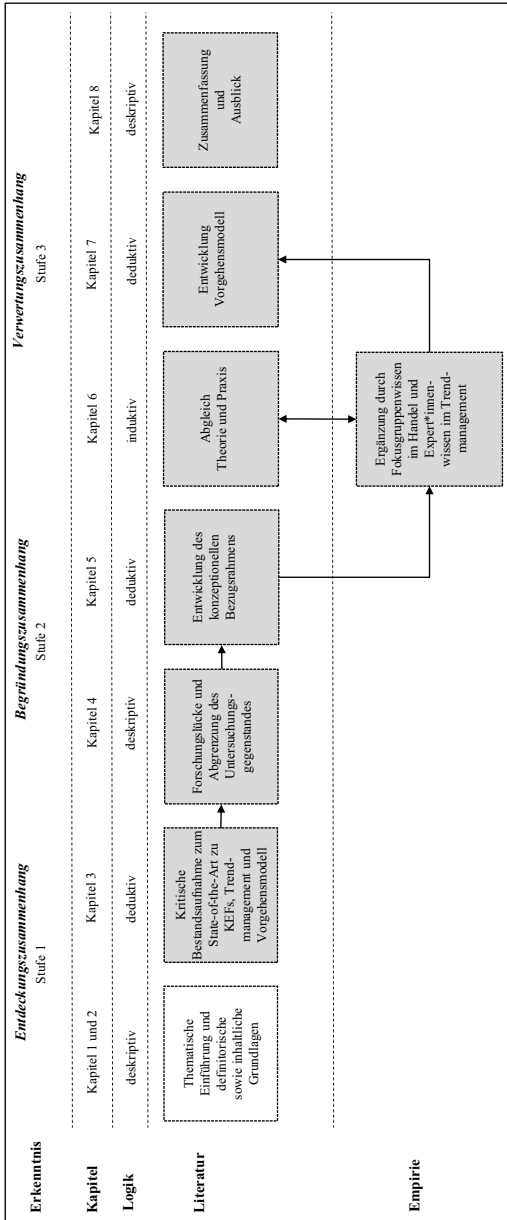 Erkenntnis
Entdeckungszusammenhang
Stufe 1
Begründungszusammenhang
Stufe 2
Verwertungszusammenhang
Stufe 3
Kapitel
Kapitel 1 und 2
Kapitel 3
Kapitel 4
Kapitel 5
Kapitel 6
Kapitel 7
Kapitel 8
Logik
deskriptiv
deduktiv
deskriptiv
deduktiv
induktiv
deduktiv
deskriptiv
Literatur
Thematische
Einführung und
definitorische
sowie inhaltliche
Grundlagen
Kritische
Bestandsaufnahme zum
State-of-the-Art zu
KEFs, Trend-
management und
Vorgehensmodell
Forschungslücke und
Abgrenzung des
Untersuchungs-
gegenstandes
Entwicklung des
konzeptionellen
Bezugsrahmens
Abgleich
Theorie und Praxis
Entwicklung
Vorgehensmodell
Zusammenfassung
und
Ausblick
Empirie
Ergänzung durch
Fokusgruppenwissen
im Handel und
Expert*innen-
wissen im Trend-
management